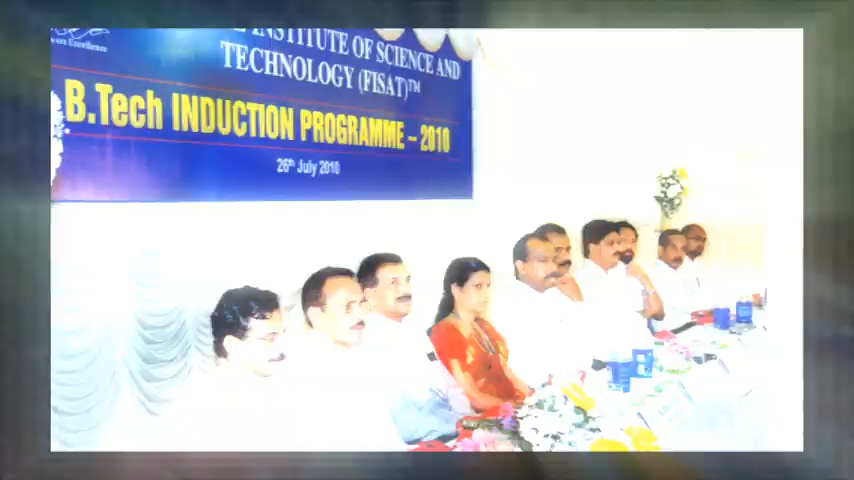 INSTITUTE OF SCIENCE AND
TECHNOLOGY (FISAT)™
B.Tech INDUCTION PROGRAMME – 2010
26th July 2010